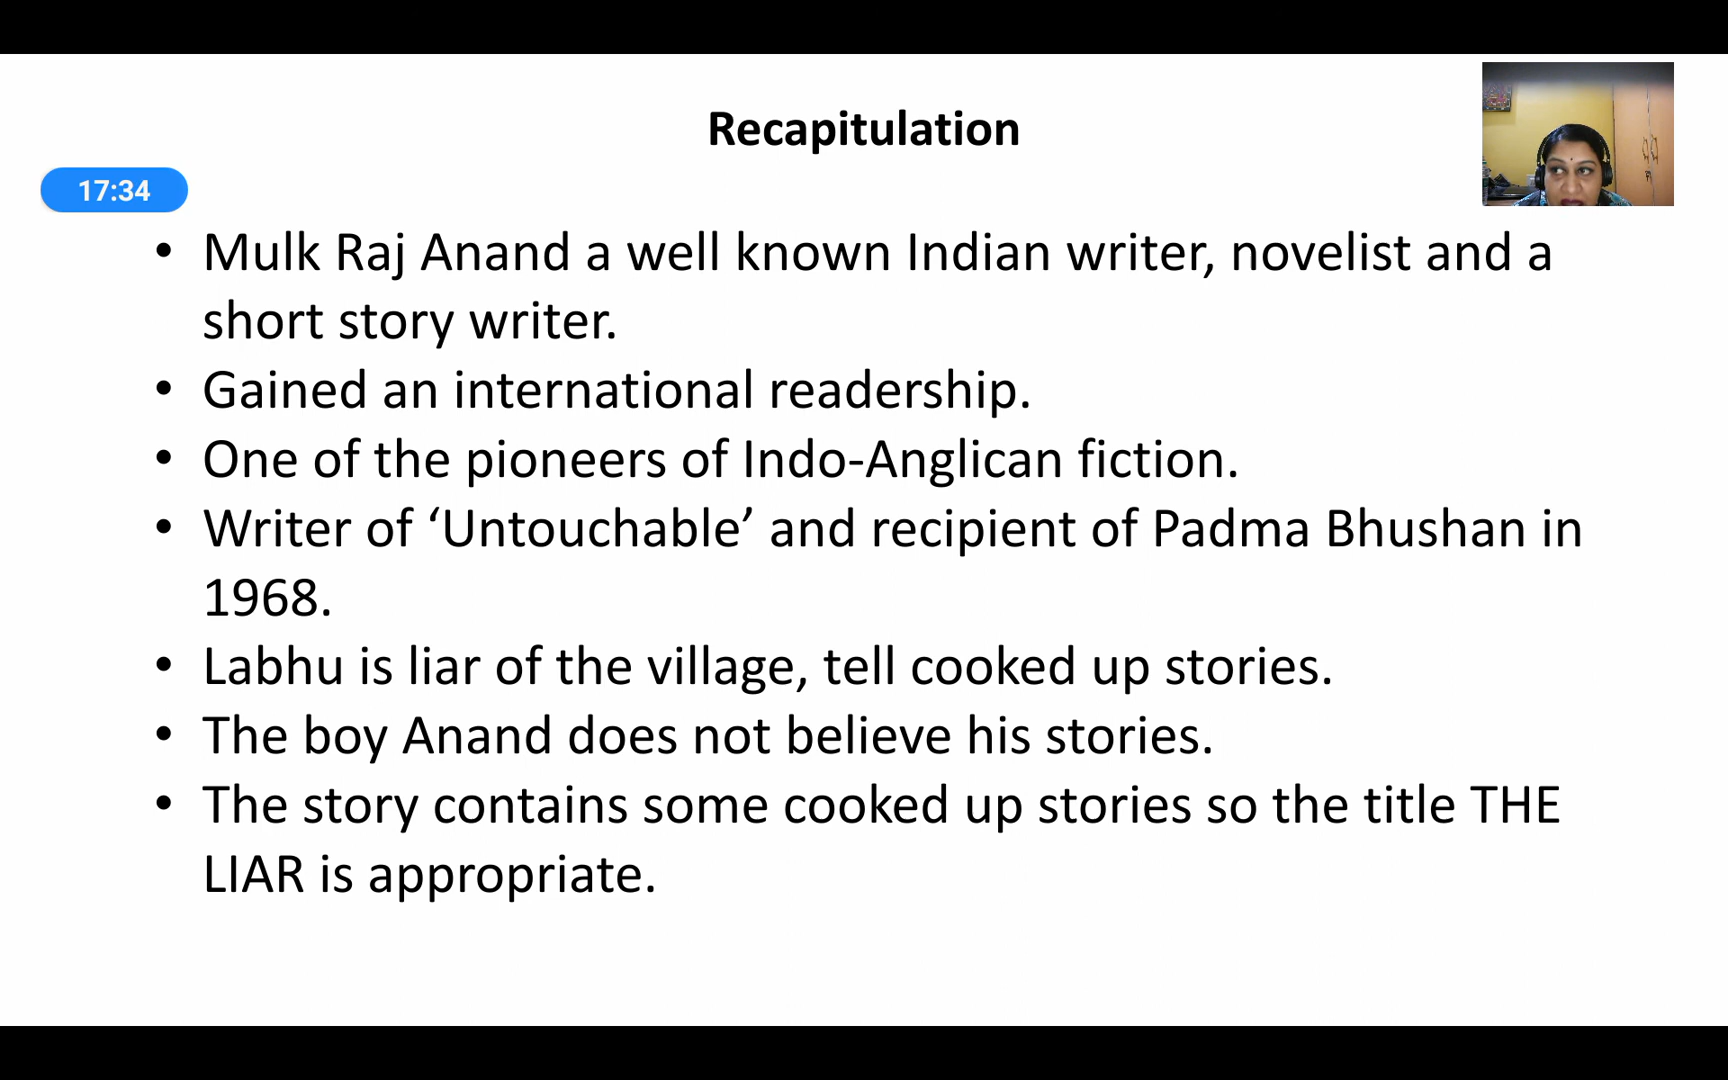 Recapitulation
17:34
• Mulk Raj Anand a well known Indian writer, novelist and a
short story writer.
• Gained an international readership.
• One of the pioneers of Indo-Anglican fiction.
• Writer of ‘Untouchable’ and recipient of Padma Bhushan in
1968.
• Labhu is liar of the village, tell cooked up stories.
• The boy Anand does not believe his stories.
• The story contains some cooked up stories so the title THE
LIAR is appropriate.